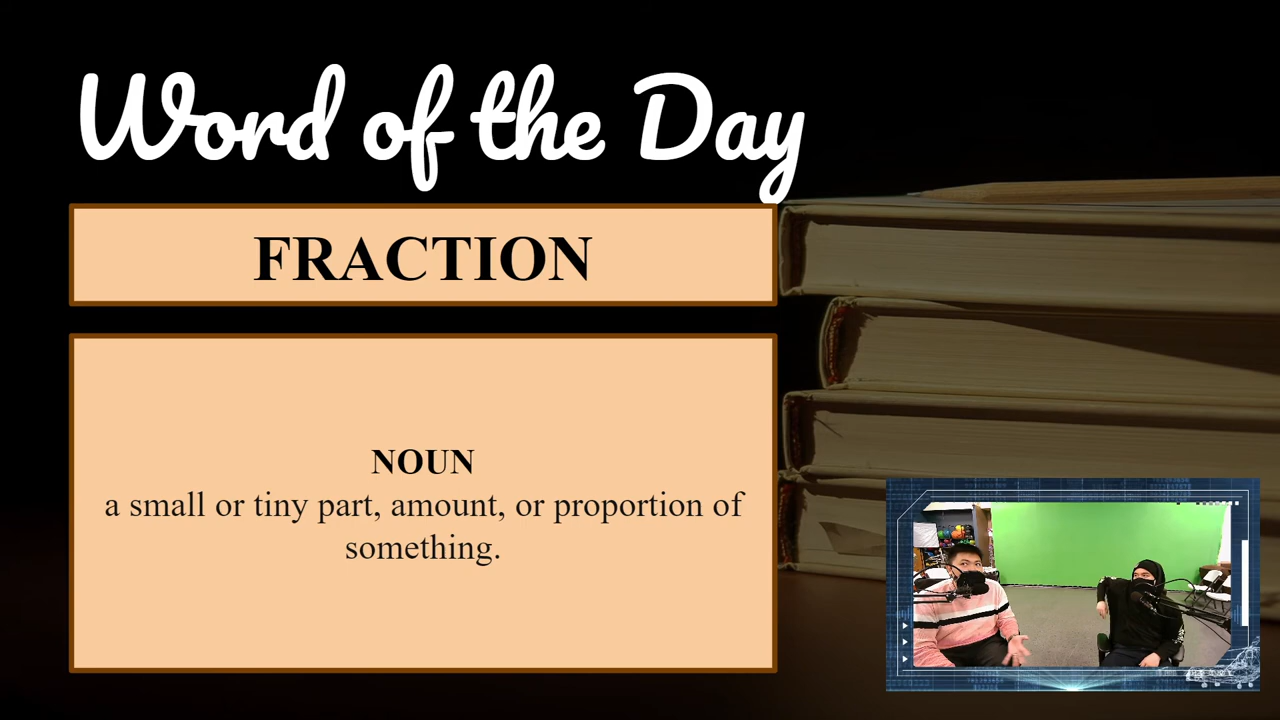 Word of the Day
FRACTION
NOUN
a small or tiny part, amount, or proportion of
something.